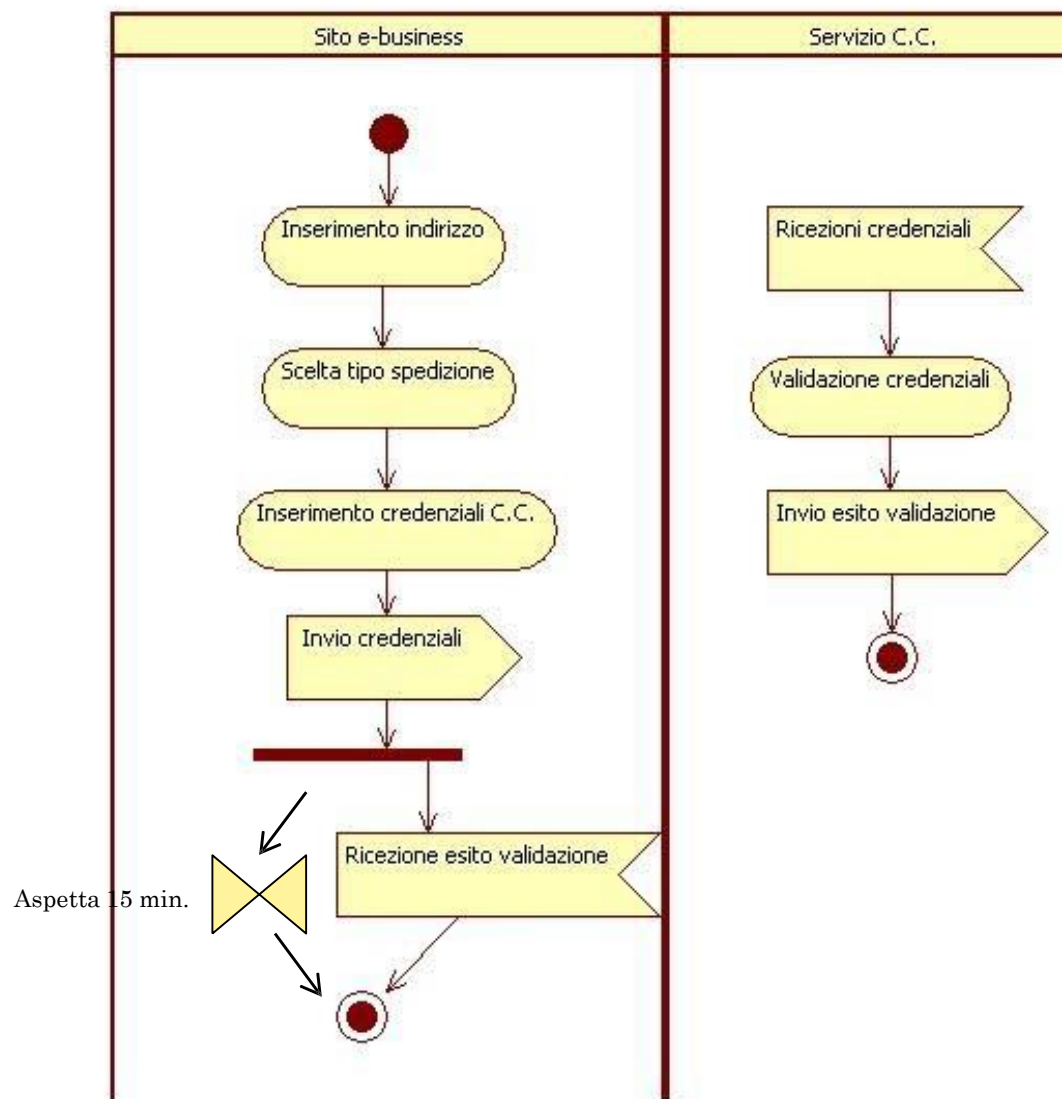 Sito e-business
Servizio C.C.
Inserimento indirizzo
Ricezioni credenziali
Scelta tipo spedizione
Validazione credenziali
Inserimento credenziali C.C.
Invio esito validazione
Invio credenziali
Ricezione esito validazione
Aspetta 15 min.